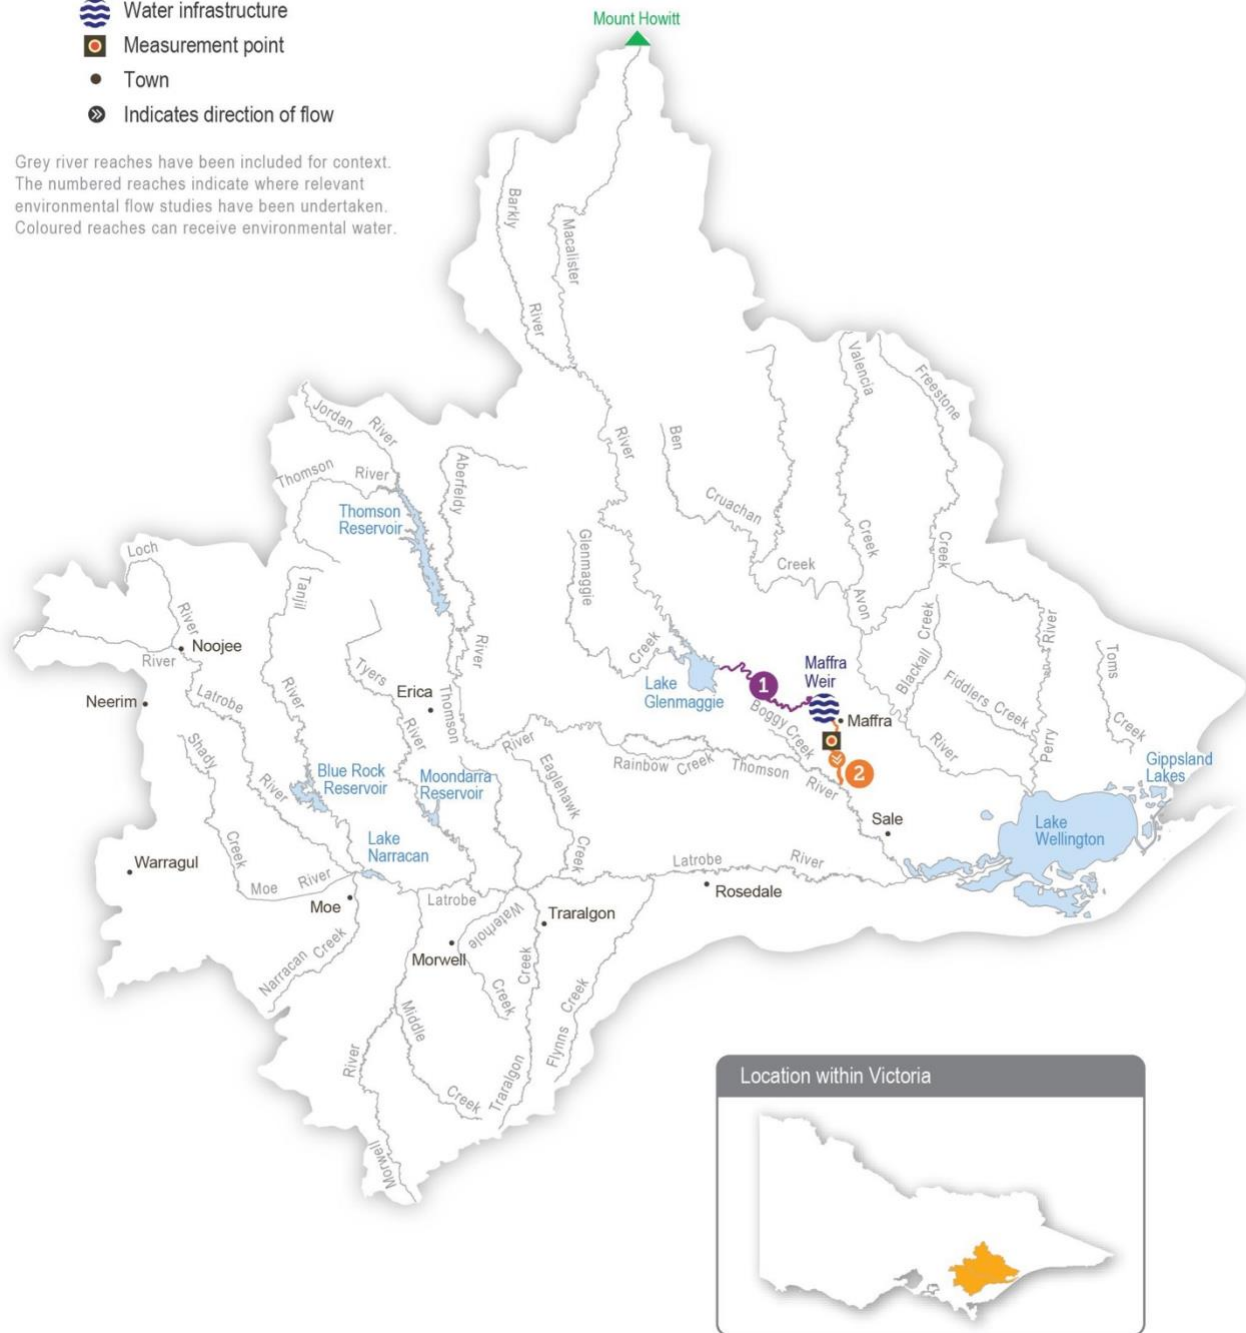 Water infrastructure
Measurement point
Town
Indicates direction of flow
Grey river reaches have been included for context.
The numbered reaches indicate where relevant
environmental flow studies have been undertaken.
Coloured reaches can receive environmental water.
Mount Howitt
Barkly
River
Macalister
River
Jordan
River
Thomson
River
Thomson
Reservoir
Aberfeldy
River
Ben
Cruachan
Creek
Valencia
Creek
Freestone
Creek
Glenmaggie
Creek
Avon
River
Blackall Creek
Fiddlers Creek
Perry
River
Toms
Creek
Loch
River
Noojee
River
Latrobe
River
Neerim
Tanjil
River
Tyers
River
Erica
Thomson
River
Lake
Glenmaggie
1
Maffra
Weir
Maffra
2
Boggy Creek
Rainbow Creek
Thomson
River
Eaglehawk
Creek
Shady
Creek
Blue Rock
Reservoir
Moondarra
Reservoir
Lake
Narracan
Gippsland
Lakes
Lake
Wellington
Sale
Warragul
Moe
River
Moe
Latrobe
Latrobe
River
Rosedale
Traralgon
Morwell
Waterhole
Creek
Narracan Creek
Middle
Creek
Traralgon
Creek
Flynns Creek
River
Morwell
Location within Victoria